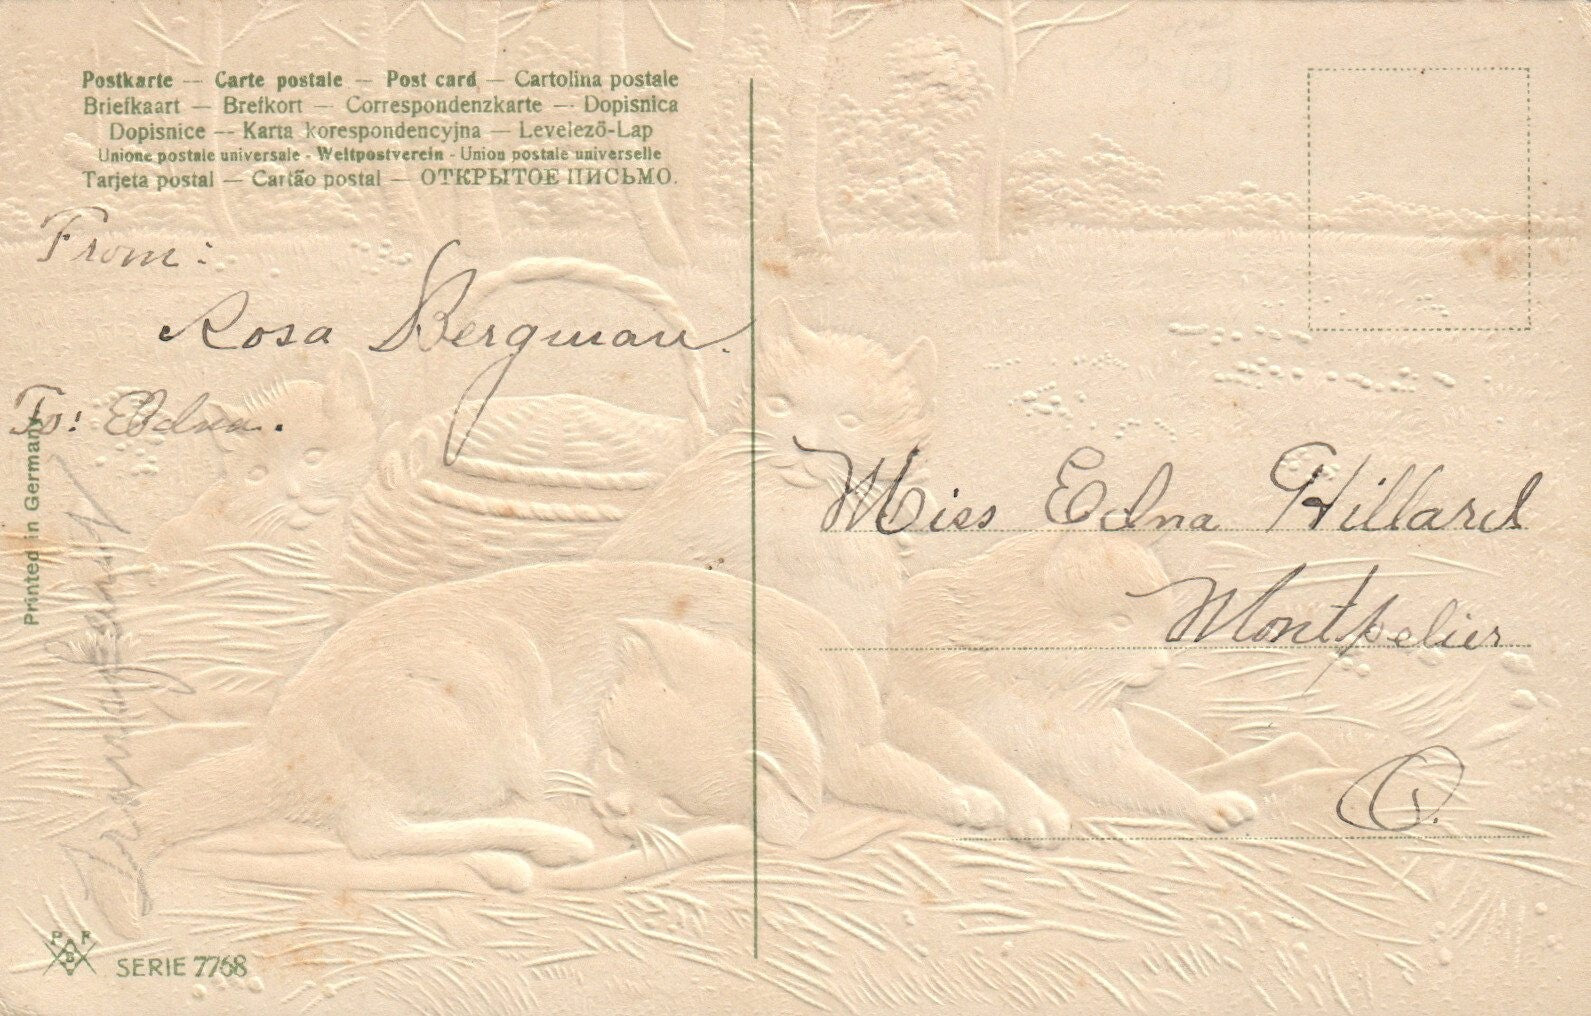 Postkarte — Carte postale — Post card — Cartolina postale
Briefkaart — Brefkort — Correspondenzkarte — Dopisnica
Dopisnice — Karta korespondencyjna — Levelező-Lap
Unione postale universale - Weltpostverein - Union postale universelle
Tarjeta postal — Cartão postal — ОТКРЫТОЕ ПИСЬМО.
From:
Rosa Bergman.
To: Edna.
Printed in Germany
Miss Edna Hillard
Montpelier
O.
P F
B
SERIE 7768